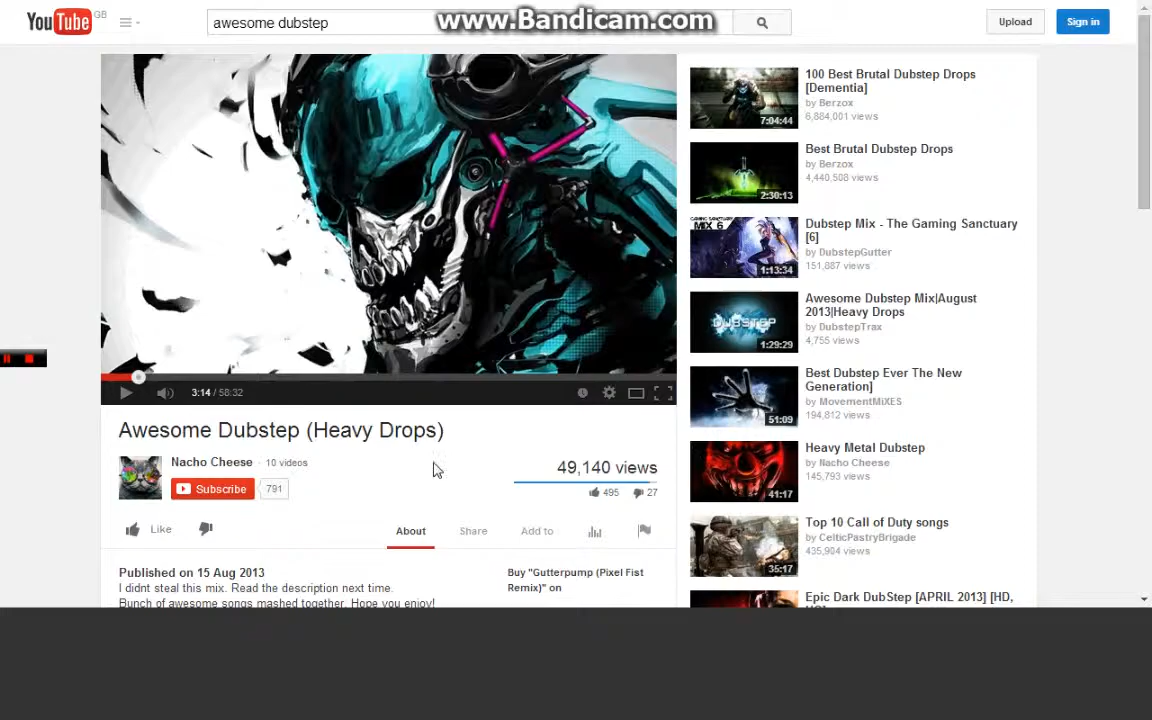 YouTube GB
awesome dubstep
www.Bandicam.com
Upload
Sign in
3:14 / 58:32
Awesome Dubstep (Heavy Drops)
Nacho Cheese · 10 videos
Subscribe 791
49,140 views
495 27
Like
About
Share
Add to
Published on 15 Aug 2013
I didnt steal this mix. Read the description next time.
Bunch of awesome songs mashed together. Hope you enjoy!
Buy "Gutterpump (Pixel Fist
Remix)" on
7:04:44
100 Best Brutal Dubstep Drops
[Dementia]
by Berzox
6,884,001 views
2:30:13
Best Brutal Dubstep Drops
by Berzox
4,440,508 views
GAMING SANCTUARY
MIX 6
1:13:34
Dubstep Mix - The Gaming Sanctuary
[6]
by DubstepGutter
151,887 views
DUBSTEP
1:29:29
Awesome Dubstep Mix|August
2013|Heavy Drops
by DubstepTrax
4,755 views
51:09
Best Dubstep Ever The New
Generation]
by MovementMiXES
194,812 views
41:17
Heavy Metal Dubstep
by Nacho Cheese
145,793 views
35:17
Top 10 Call of Duty songs
by CelticPastryBrigade
435,904 views
Epic Dark DubStep [APRIL 2013] [HD,